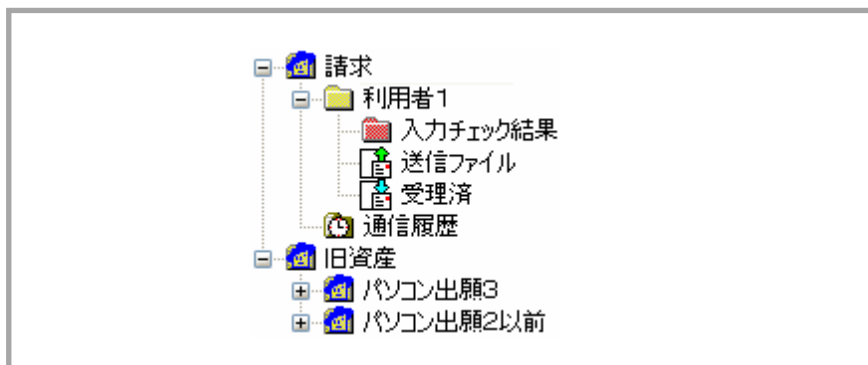 請求
利用者1
入力チェック結果
送信ファイル
受理済
通信履歴
旧資産
パソコン出願3
パソコン出願2以前